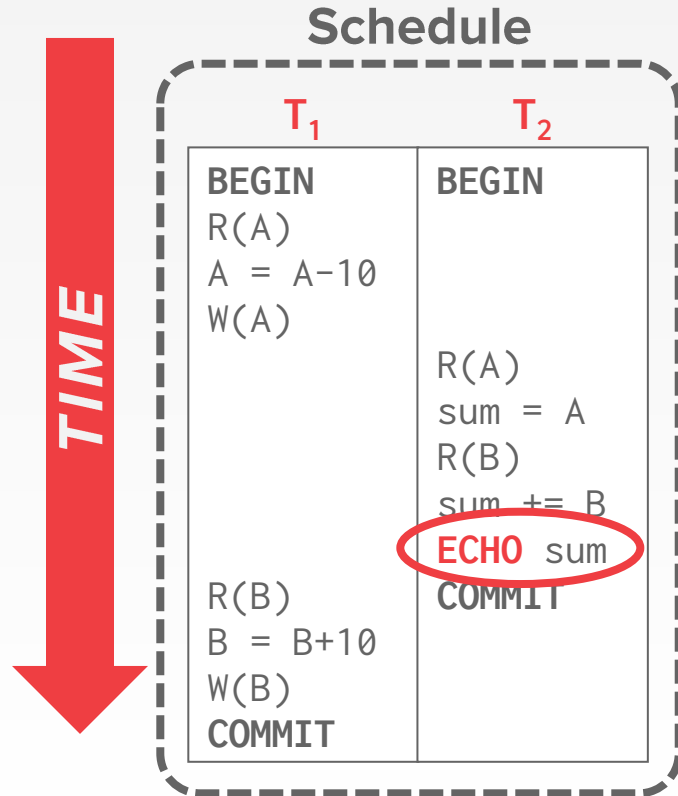 Schedule
TIME
T₁ T₂
BEGIN BEGIN
R(A)
A = A-10
W(A)
R(A)
sum = A
R(B)
sum += B
ECHO sum
R(B) COMMIT
B = B+10
W(B)
COMMIT